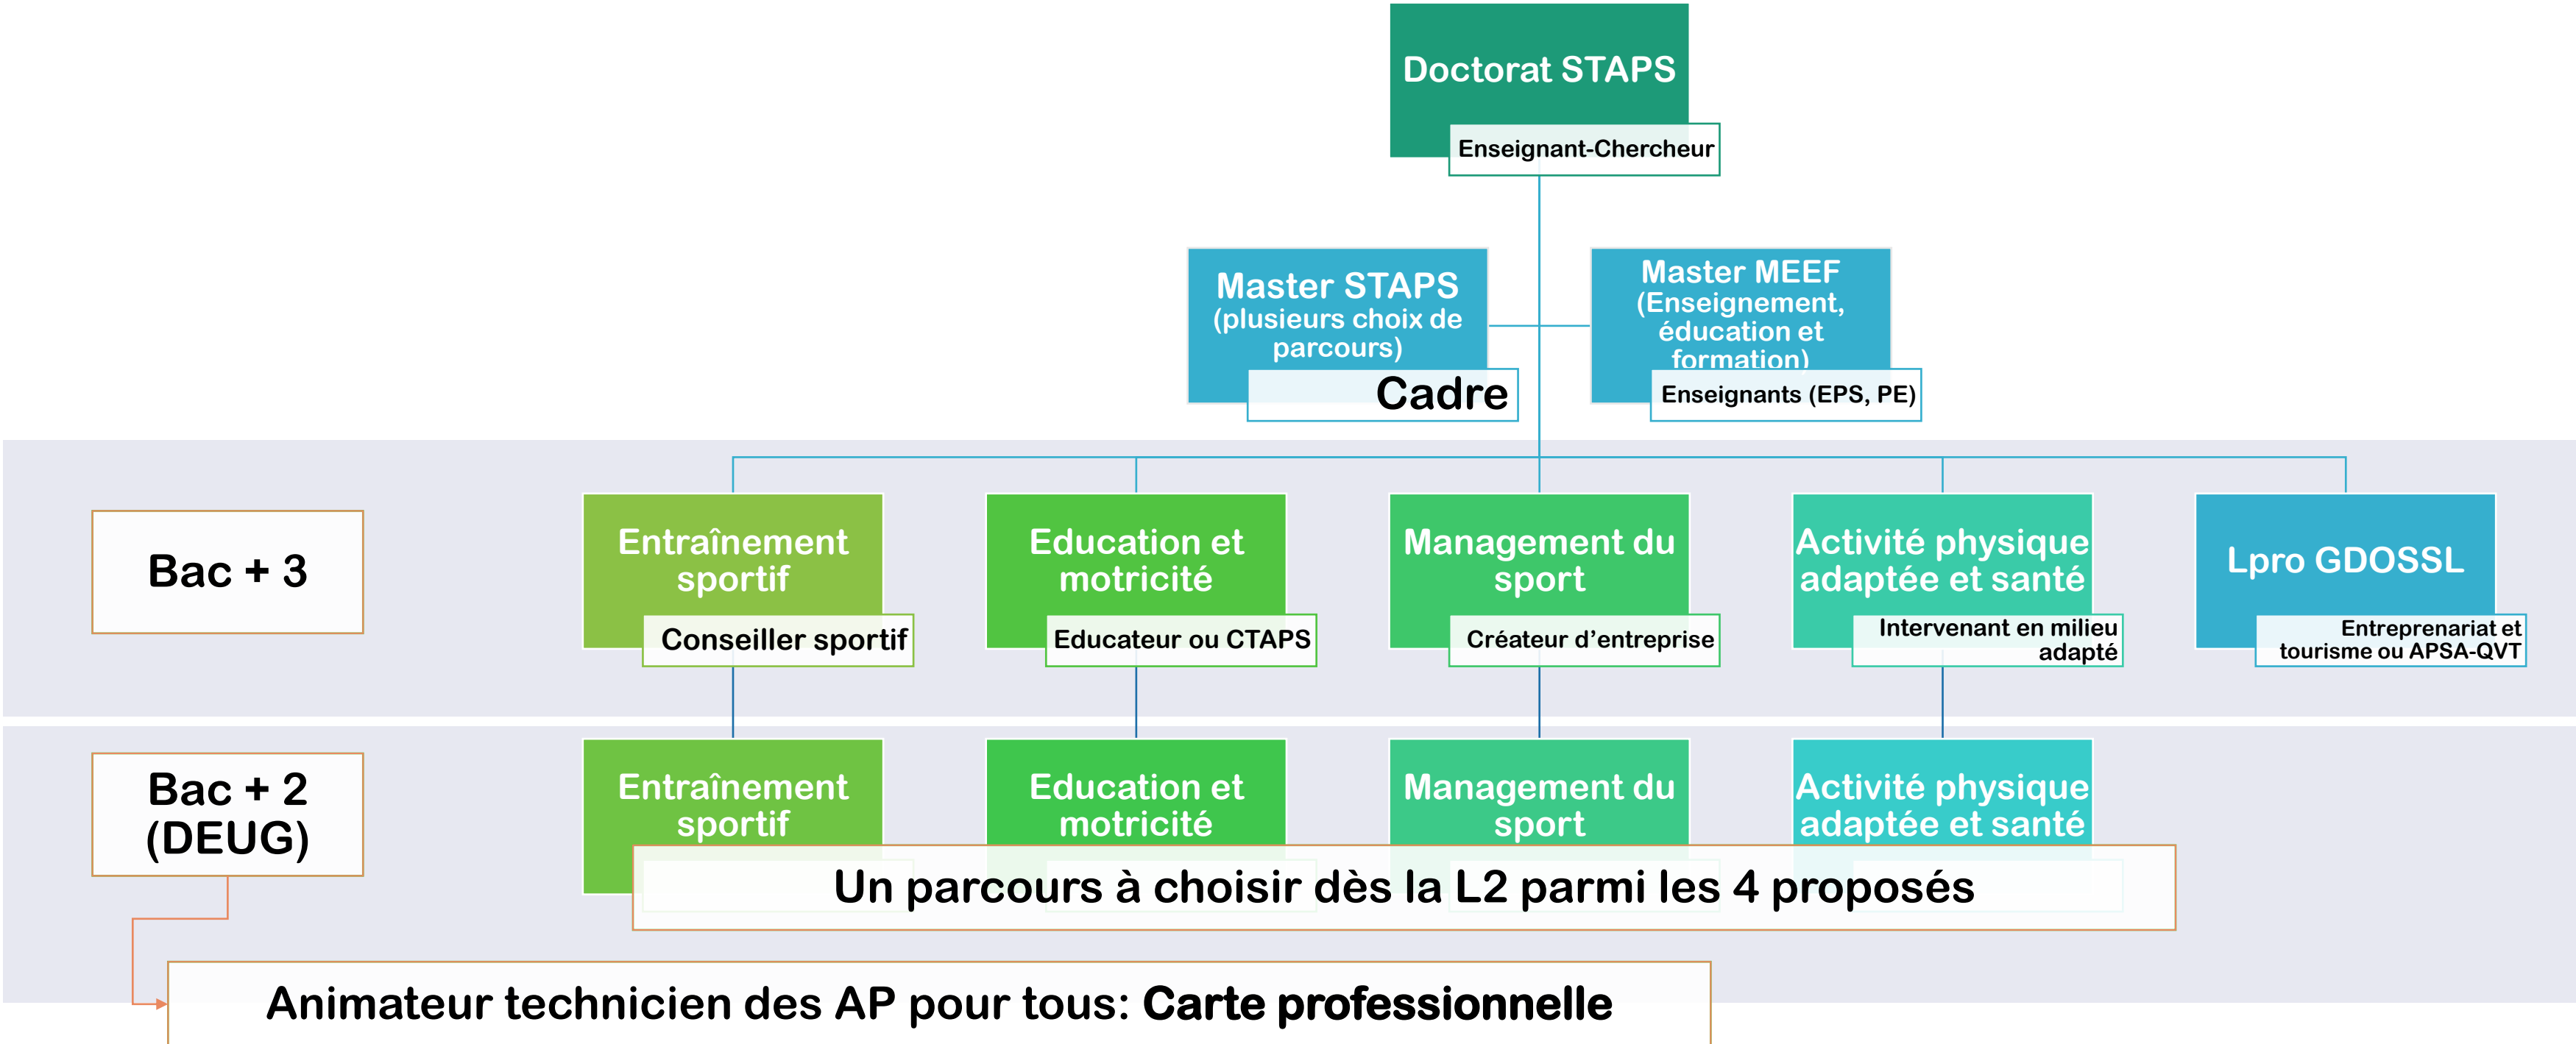 Doctorat STAPS
Enseignant-Chercheur
Master STAPS
(plusieurs choix de
parcours)
Cadre
Master MEEF
(Enseignement,
éducation et
formation)
Enseignants (EPS, PE)
Bac + 3
Entraînement
sportif
Conseiller sportif
Education et
motricité
Educateur ou CTAPS
Management du
sport
Créateur d’entreprise
Activité physique
adaptée et santé
Intervenant en milieu
adapté
Lpro GDOSSL
Entreprenariat et
tourisme ou APSA-QVT
Bac + 2
(DEUG)
Entraînement
sportif
Education et
motricité
Management du
sport
Activité physique
adaptée et santé
Un parcours à choisir dès la L2 parmi les 4 proposés
Animateur technicien des AP pour tous: Carte professionnelle